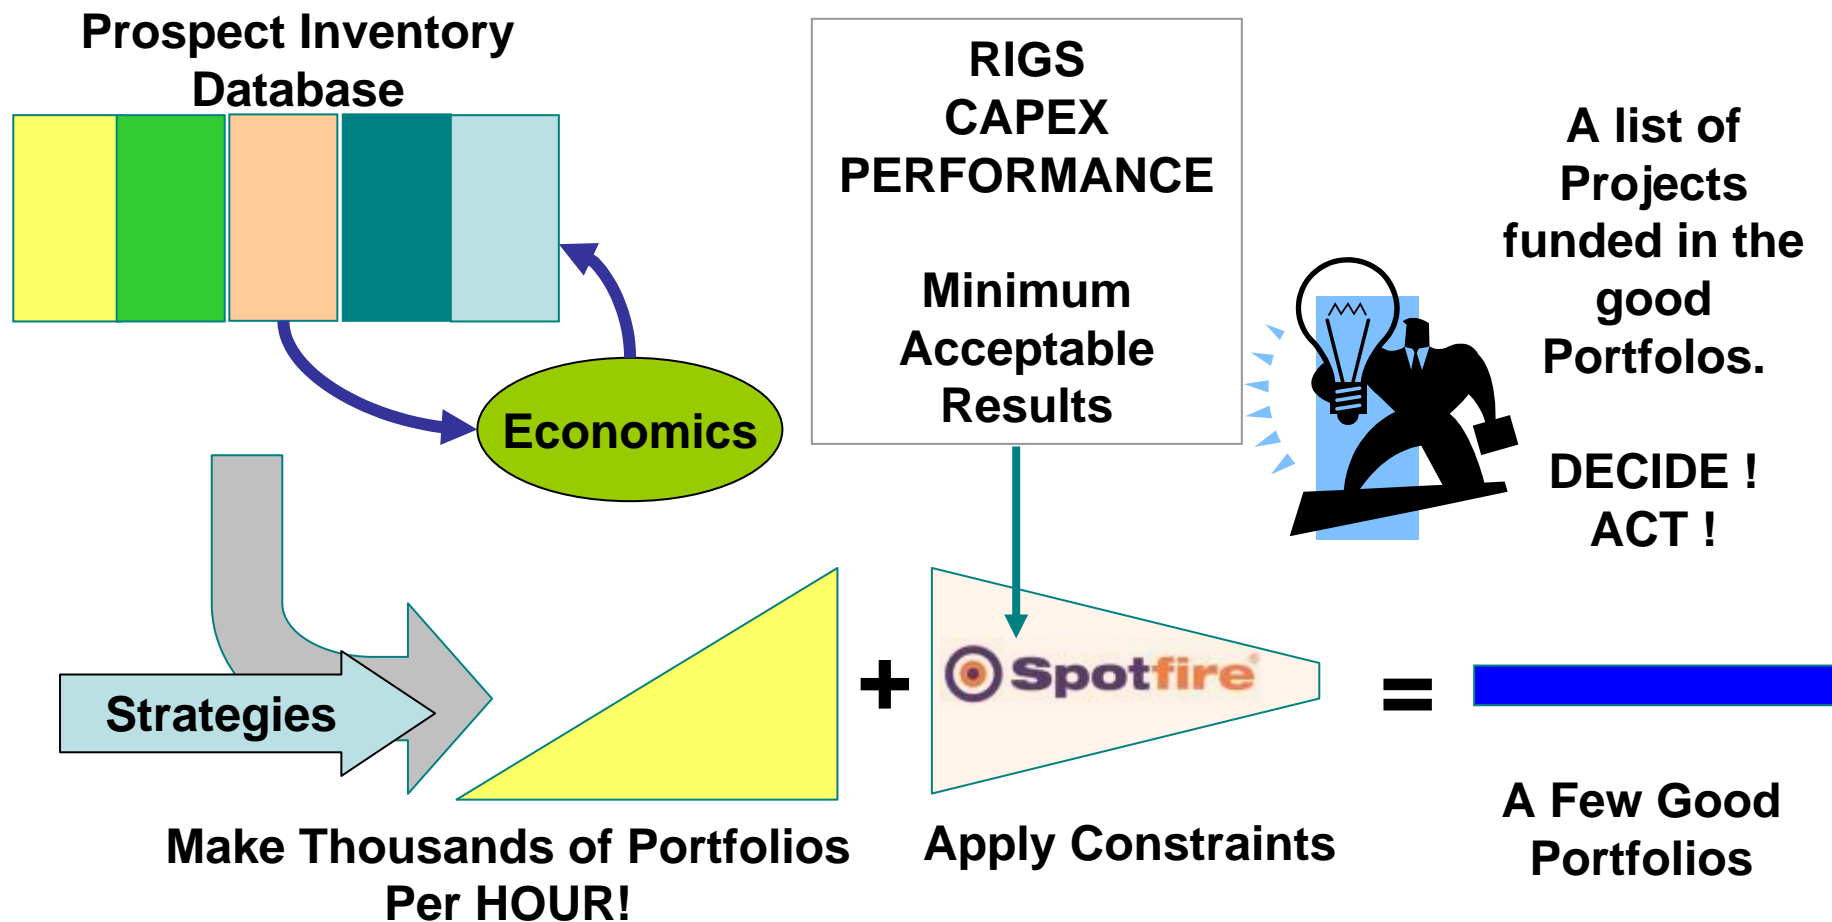 Prospect Inventory
Database
RIGS
CAPEX
PERFORMANCE
Minimum
Acceptable
Results
A list of
Projects
funded in the
good
Portfolos.
DECIDE !
ACT !
Economics
Strategies
+
Spotfire®
=
Make Thousands of Portfolios
Per HOUR!
Apply Constraints
A Few Good
Portfolios